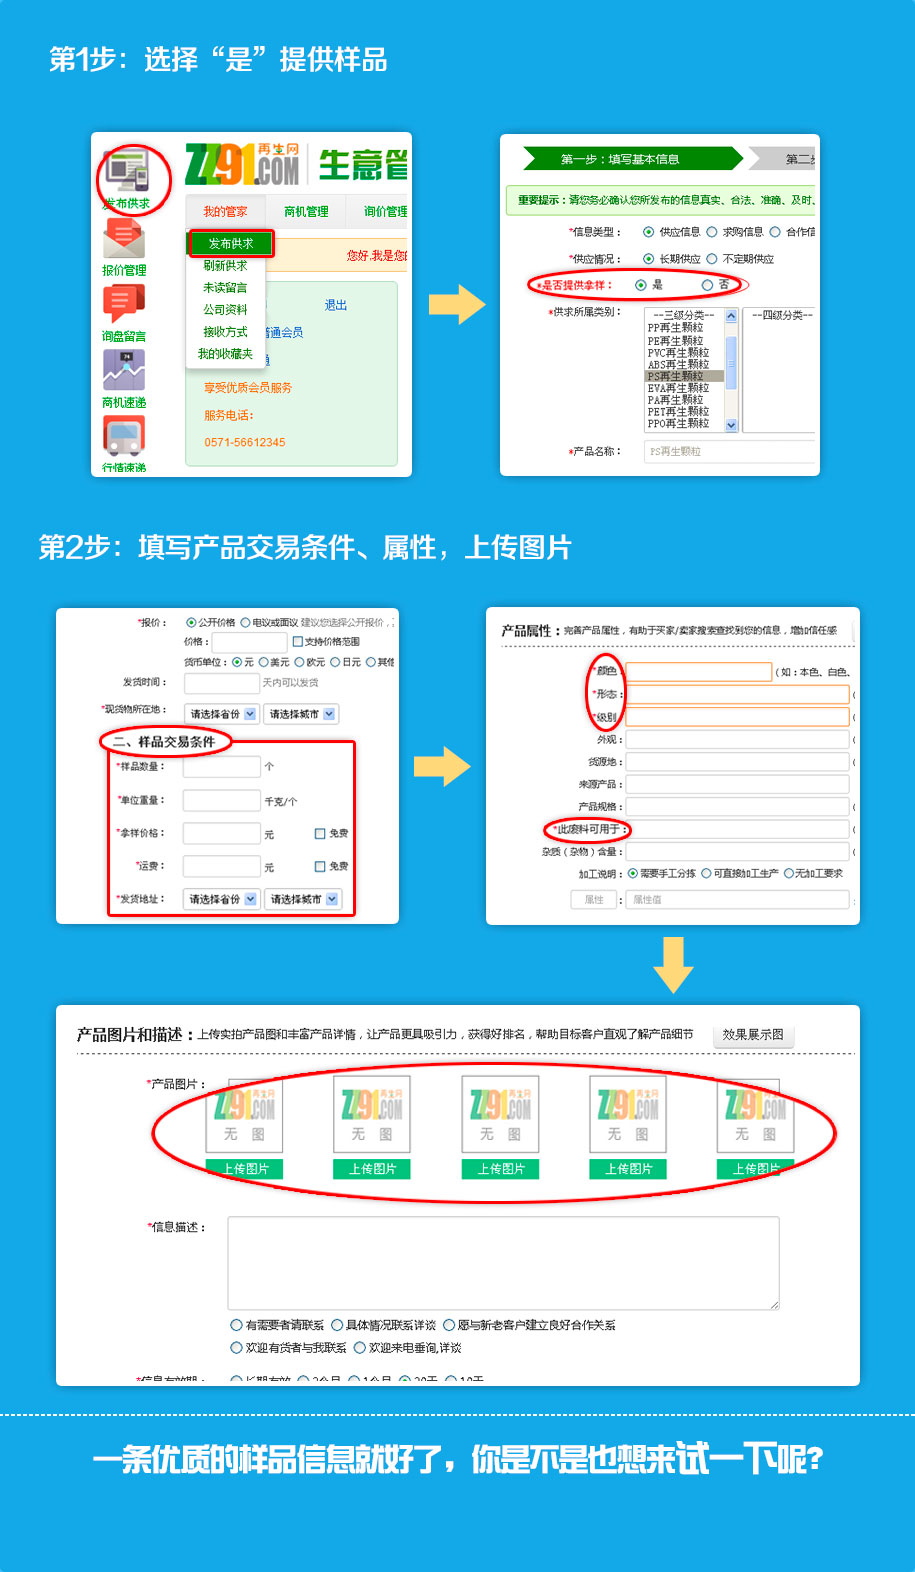 第1步：选择“是”提供样品
发布供求
报价管理
询盘留言
商机速递
行情速递
ZZ91.COM 再生网 生意管
我的管家 商机管理 询价管理
发布供求
刷新供求
未读留言
公司资料
接收方式
我的收藏夹
您好,我是您的
退出
普通会员
通
享受优质会员服务
服务电话：
0571-56612345
第一步：填写基本信息 第二步
重要提示：请您务必确认您所发布的信息真实、合法、准确、及时、
*信息类型： 供应信息 求购信息 合作信
*供应情况： 长期供应 不定期供应
*是否提供拿样： 是 否
*供求所属类别：
--三级分类-- --四级分类--
PP再生颗粒
PE再生颗粒
PVC再生颗粒
ABS再生颗粒
PS再生颗粒
EVA再生颗粒
PA再生颗粒
PET再生颗粒
PPO再生颗粒
*产品名称： PS再生颗粒
第2步：填写产品交易条件、属性，上传图片
*报价： 公开价格 电议或面议 建议您选择公开报价，
价格： 支持价格范围
货币单位： 元 美元 欧元 日元 其他
发货时间： 天内可以发货
*现货物所在地： 请选择省份 请选择城市
二、样品交易条件
*样品数量： 个
*单位重量： 千克/个
*拿样价格： 元 免费
*运费： 元 免费
*发货地址： 请选择省份 请选择城市
产品属性：完善产品属性，有助于买家/卖家搜索查找到您的信息，增加信任感
*颜色： （如：本色、白色、
*形态：
*级别：
外观：
货源地：
来源产品：
产品规格：
*此废料可用于：
杂质（杂物）含量：
加工说明： 需要手工分拣 可直接加工生产 无加工要求
属性 ： 属性值
产品图片和描述：上传实拍产品图和丰富产品详情，让产品更具吸引力，获得好排名，帮助目标客户直观了解产品细节 效果展示图
*产品图片：
ZZ91.COM 再生网 ZZ91.COM 再生网 ZZ91.COM 再生网 ZZ91.COM 再生网 ZZ91.COM 再生网
无 图 无 图 无 图 无 图 无 图
上传图片 上传图片 上传图片 上传图片 上传图片
*信息描述：
有需要者请联系 具体情况联系详谈 愿与新老客户建立良好合作关系
欢迎有货者与我联系 欢迎来电垂询,详谈
*信息有效期： 长期有效 3个月 1个月 20天 10天
一条优质的样品信息就好了，你是不是也想来试一下呢?